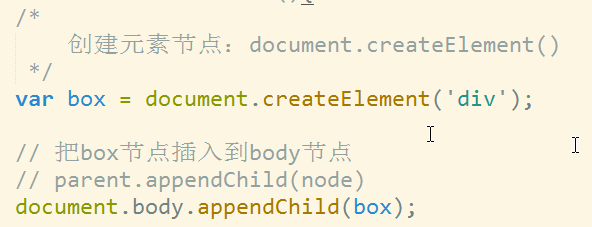 /*
创建元素节点：document.createElement()
*/
var box = document.createElement('div');
// 把box节点插入到body节点
// parent.appendChild(node)
document.body.appendChild(box);